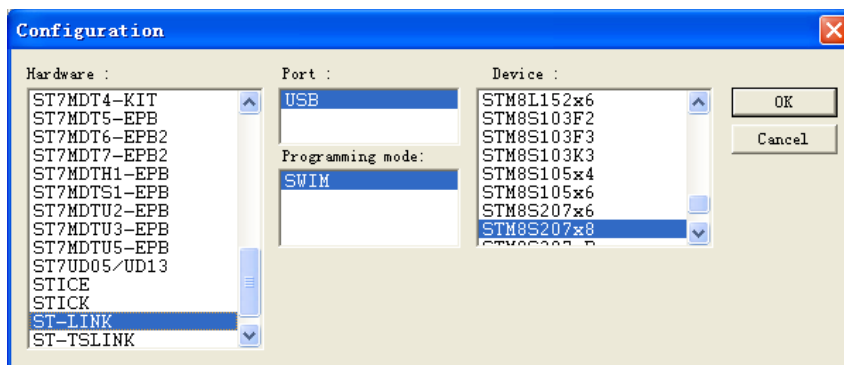 Configuration
Hardware :
ST7MDT4-KIT
ST7MDT5-EPB
ST7MDT6-EPB2
ST7MDT7-EPB2
ST7MDTH1-EPB
ST7MDTS1-EPB
ST7MDTU2-EPB
ST7MDTU3-EPB
ST7MDTU5-EPB
ST7UD05/UD13
STICE
STICK
ST-LINK
ST-TSLINK
Port :
USB
Programming mode:
SWIM
Device :
STM8L152x6
STM8S103F2
STM8S103F3
STM8S103K3
STM8S105x4
STM8S105x6
STM8S207x6
STM8S207x8
OK
Cancel